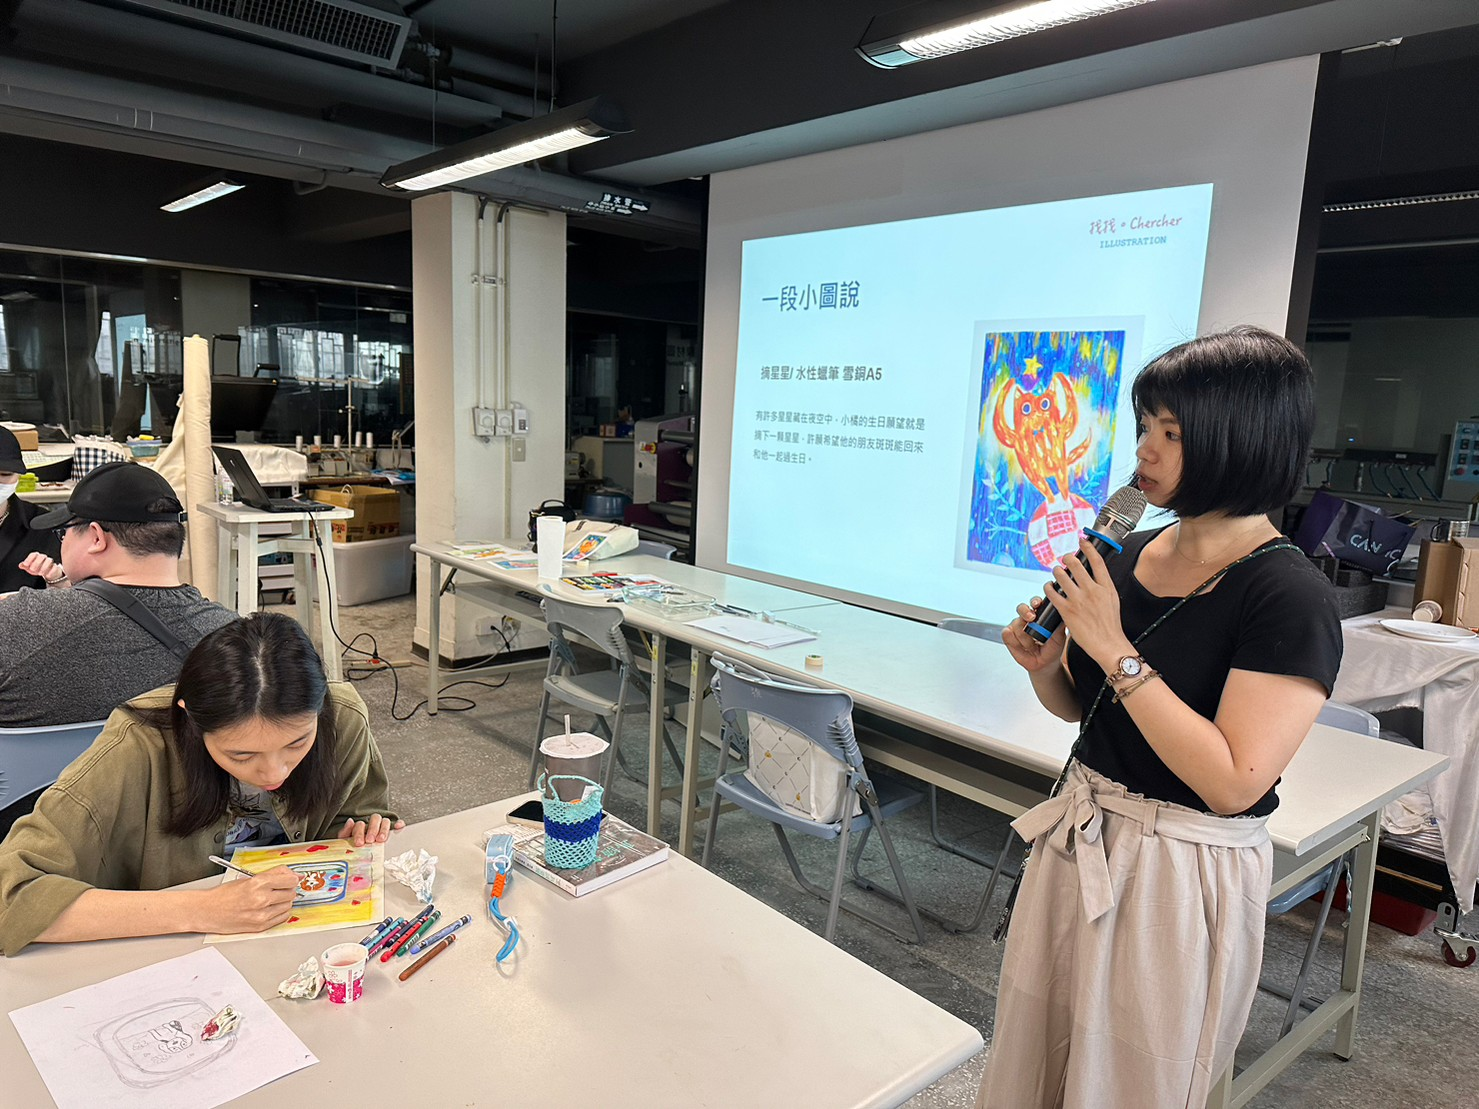 排水管
找找。Chercher
ILLUSTRATION
一段小圖說
摘星星/ 水性蠟筆 雪銅A5
有許多星星藏在夜空中，小橘的生日願望就是
摘下一顆星星，許願希望他的朋友斑斑能回來
和他一起過生日。